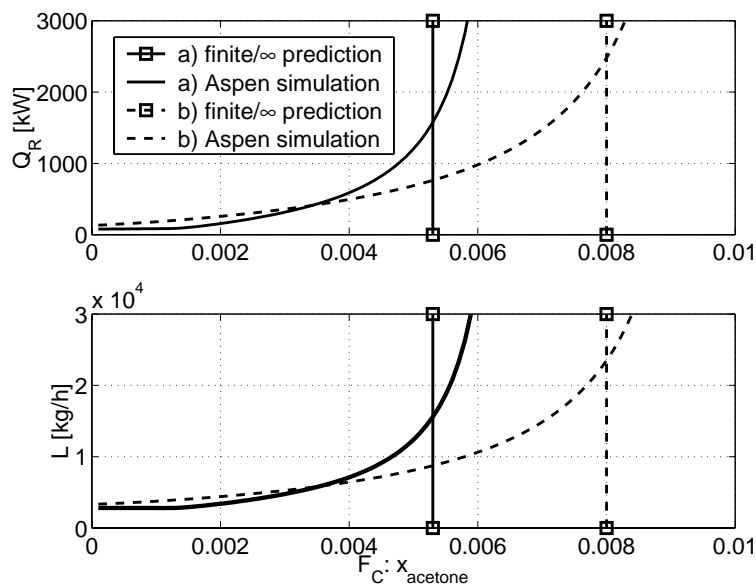 3000
2000
1000
0
Q_R [kW]
a) finite/∞ prediction
a) Aspen simulation
b) finite/∞ prediction
b) Aspen simulation
0 0.002 0.004 0.006 0.008 0.01
x 10^4
3
2
1
0
L [kg/h]
0 0.002 0.004 0.006 0.008 0.01
F_C: x_acetone